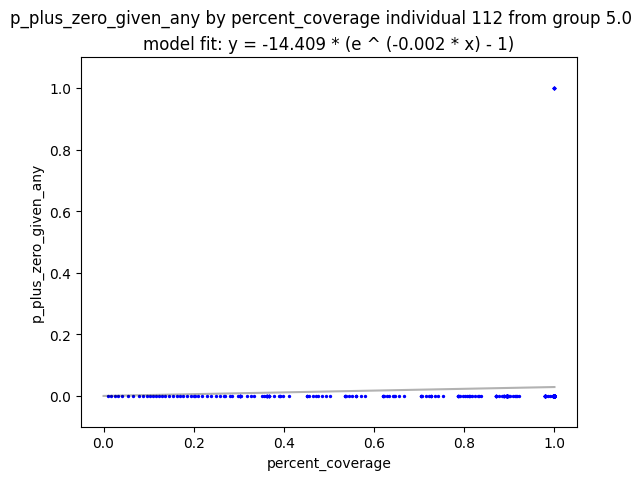 p_plus_zero_given_any by percent_coverage individual 112 from group 5.0
model fit: y = -14.409 * (e ^ (-0.002 * x) - 1)
1.0
0.8
0.6
0.4
0.2
0.0
p_plus_zero_given_any
0.0 0.2 0.4 0.6 0.8 1.0
percent_coverage